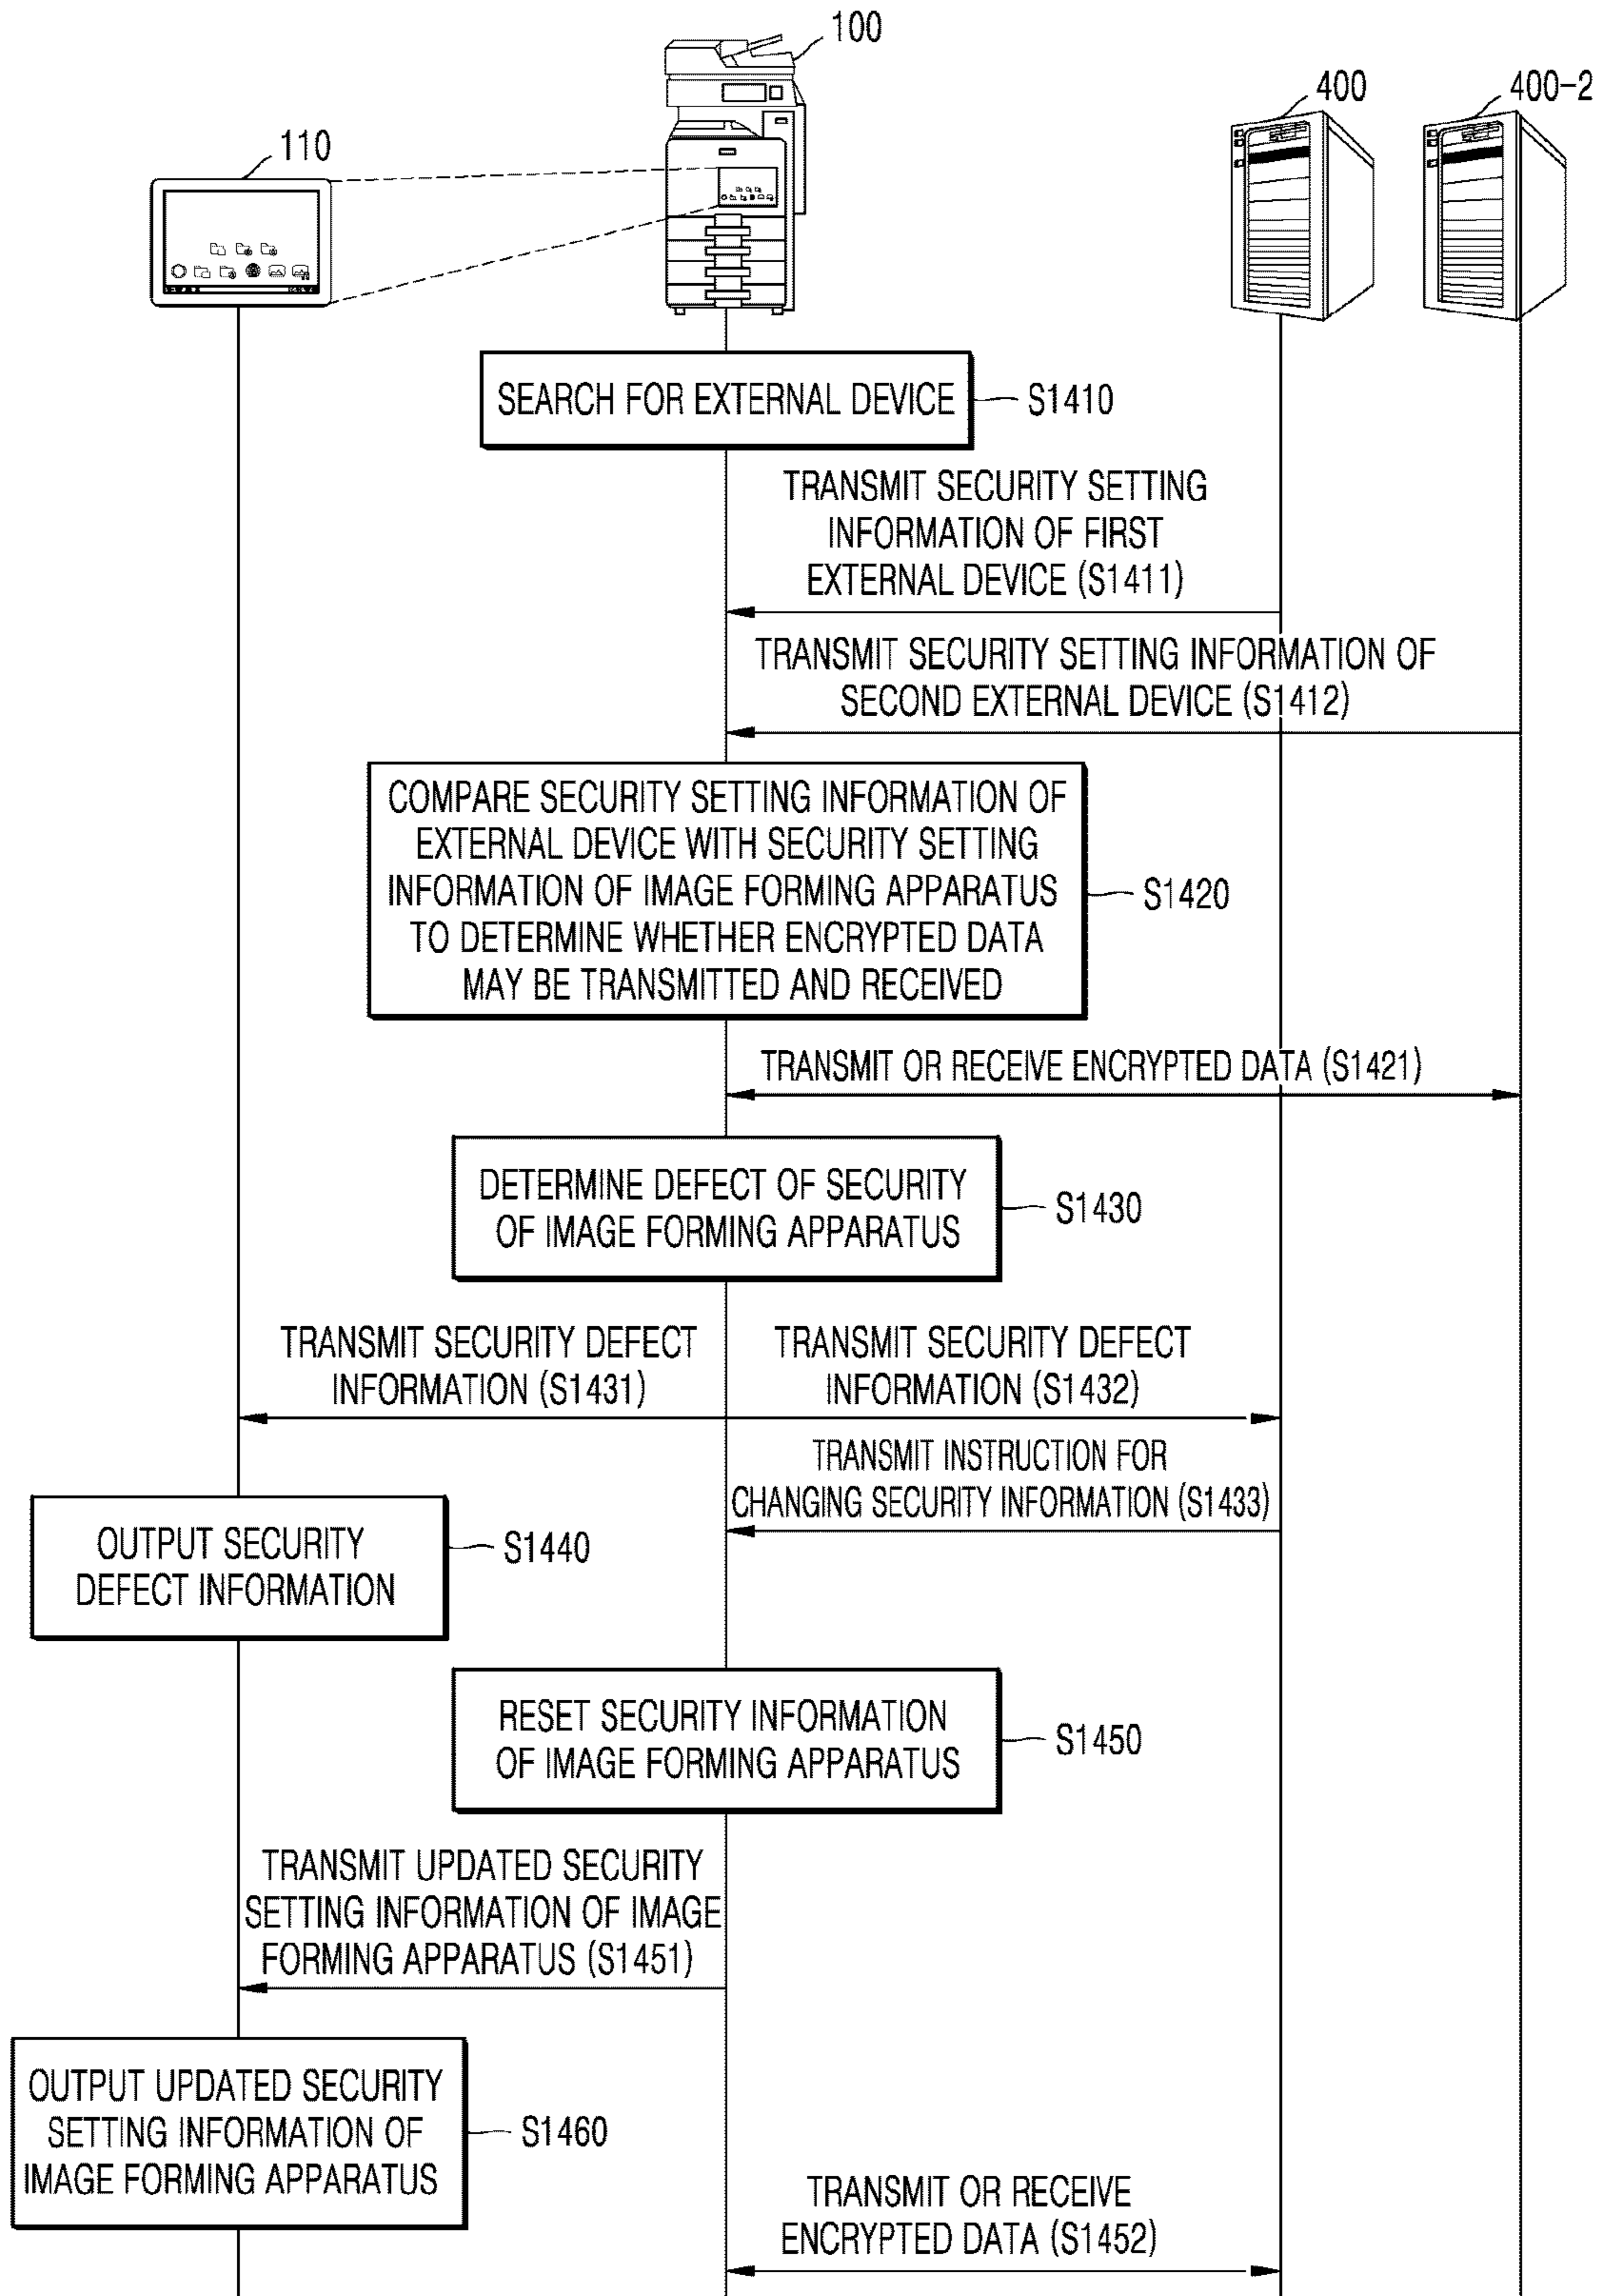 100
400
400-2
110
SEARCH FOR EXTERNAL DEVICE
S1410
TRANSMIT SECURITY SETTING
INFORMATION OF FIRST
EXTERNAL DEVICE (S1411)
TRANSMIT SECURITY SETTING INFORMATION OF
SECOND EXTERNAL DEVICE (S1412)
COMPARE SECURITY SETTING INFORMATION OF
EXTERNAL DEVICE WITH SECURITY SETTING
INFORMATION OF IMAGE FORMING APPARATUS
TO DETERMINE WHETHER ENCRYPTED DATA
MAY BE TRANSMITTED AND RECEIVED
S1420
TRANSMIT OR RECEIVE ENCRYPTED DATA (S1421)
DETERMINE DEFECT OF SECURITY
OF IMAGE FORMING APPARATUS
S1430
TRANSMIT SECURITY DEFECT
INFORMATION (S1431)
TRANSMIT SECURITY DEFECT
INFORMATION (S1432)
TRANSMIT INSTRUCTION FOR
CHANGING SECURITY INFORMATION (S1433)
OUTPUT SECURITY
DEFECT INFORMATION
S1440
RESET SECURITY INFORMATION
OF IMAGE FORMING APPARATUS
S1450
TRANSMIT UPDATED SECURITY
SETTING INFORMATION OF IMAGE
FORMING APPARATUS (S1451)
OUTPUT UPDATED SECURITY
SETTING INFORMATION OF
IMAGE FORMING APPARATUS
S1460
TRANSMIT OR RECEIVE
ENCRYPTED DATA (S1452)